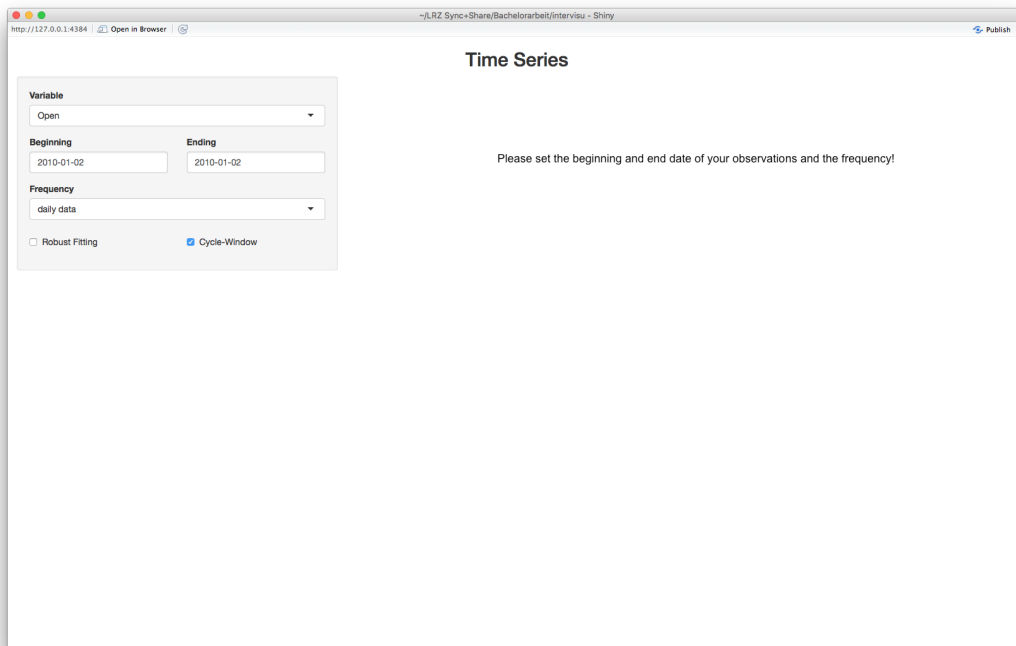 ~/LRZ Sync+Share/Bachelorarbeit/intervisu - Shiny
http://127.0.0.1:4384 Open in Browser Publish
Time Series
Variable
Open
Beginning Ending
2010-01-02 2010-01-02
Please set the beginning and end date of your observations and the frequency!
Frequency
daily data
Robust Fitting Cycle-Window